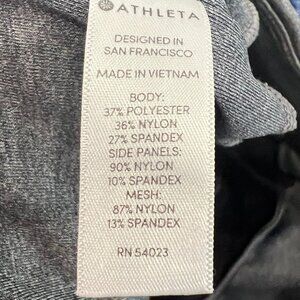 ATHLETA
DESIGNED IN
SAN FRANCISCO
MADE IN VIETNAM
BODY:
37% POLYESTER
36% NYLON
27% SPANDEX
SIDE PANELS:
90% NYLON
10% SPANDEX
MESH:
87% NYLON
13% SPANDEX
RN 54023